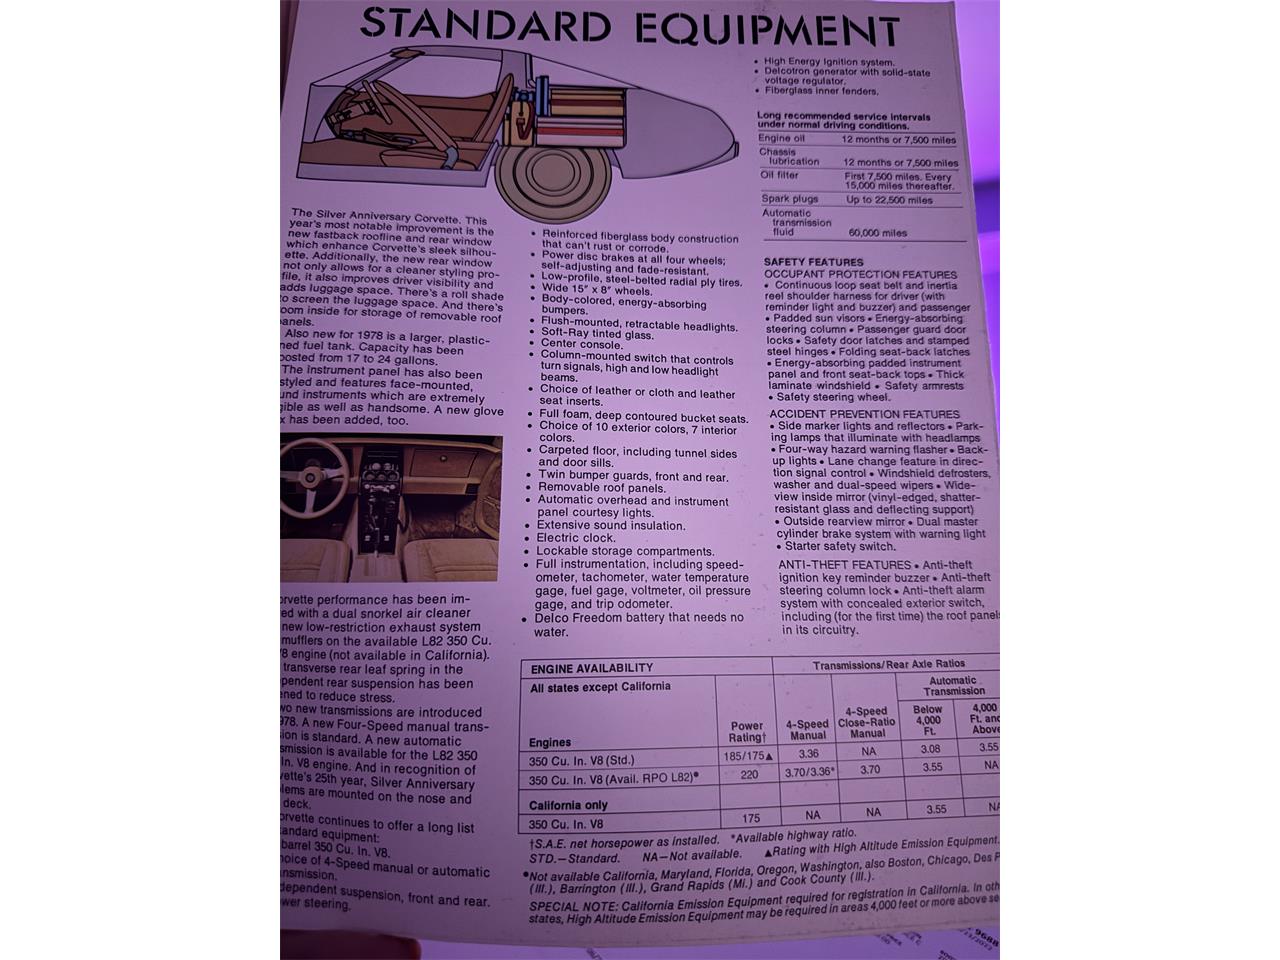 STANDARD EQUIPMENT
The Silver Anniversary Corvette. This
year's most notable improvement is the
new fastback roofline and rear window
which enhance Corvette's sleek silhou-
ette. Additionally, the new rear window
not only allows for a cleaner styling pro-
file, it also improves driver visibility and
adds luggage space. There's a roll shade
to screen the luggage space. And there's
oom inside for storage of removable roof
anels.
Also new for 1978 is a larger, plastic-
ned fuel tank. Capacity has been
oosted from 17 to 24 gallons.
The instrument panel has also been
styled and features face-mounted,
und instruments which are extremely
gible as well as handsome. A new glove
x has been added, too.
orvette performance has been im-
ed with a dual snorkel air cleaner
new low-restriction exhaust system
mufflers on the available L82 350 Cu.
V8 engine (not available in California).
transverse rear leaf spring in the
pendent rear suspension has been
ened to reduce stress.
wo new transmissions are introduced
978. A new Four-Speed manual trans-
sion is standard. A new automatic
smission is available for the L82 350
In. V8 engine. And in recognition of
vette's 25th year, Silver Anniversary
lems are mounted on the nose and
deck.
orvette continues to offer a long list
andard equipment:
barrel 350 Cu. In. V8.
hoice of 4-Speed manual or automatic
nsmission.
dependent suspension, front and rear.
wer steering.
• Reinforced fiberglass body construction
that can't rust or corrode.
• Power disc brakes at all four wheels;
self-adjusting and fade-resistant.
• Low-profile, steel-belted radial ply tires.
• Wide 15" x 8" wheels.
• Body-colored, energy-absorbing
bumpers.
• Flush-mounted, retractable headlights.
• Soft-Ray tinted glass.
• Center console.
• Column-mounted switch that controls
turn signals, high and low headlight
beams.
• Choice of leather or cloth and leather
seat inserts.
• Full foam, deep contoured bucket seats.
• Choice of 10 exterior colors, 7 interior
colors.
• Carpeted floor, including tunnel sides
and door sills.
• Twin bumper guards, front and rear.
• Removable roof panels.
• Automatic overhead and instrument
panel courtesy lights.
• Extensive sound insulation.
• Electric clock.
• Lockable storage compartments.
• Full instrumentation, including speed-
ometer, tachometer, water temperature
gage, fuel gage, voltmeter, oil pressure
gage, and trip odometer.
• Delco Freedom battery that needs no
water.
• High Energy Ignition system.
• Delcotron generator with solid-state
voltage regulator.
• Fiberglass inner fenders.
Long recommended service intervals
under normal driving conditions.
Engine oil 12 months or 7,500 miles
Chassis
lubrication 12 months or 7,500 miles
Oil filter First 7,500 miles. Every
15,000 miles thereafter.
Spark plugs Up to 22,500 miles
Automatic
transmission
fluid 60,000 miles
SAFETY FEATURES
OCCUPANT PROTECTION FEATURES
• Continuous loop seat belt and inertia
reel shoulder harness for driver (with
reminder light and buzzer) and passenger
• Padded sun visors • Energy-absorbing
steering column • Passenger guard door
locks • Safety door latches and stamped
steel hinges • Folding seat-back latches
• Energy-absorbing padded instrument
panel and front seat-back tops • Thick
laminate windshield • Safety armrests
• Safety steering wheel.
ACCIDENT PREVENTION FEATURES
• Side marker lights and reflectors • Park-
ing lamps that illuminate with headlamps
• Four-way hazard warning flasher • Back-
up lights • Lane change feature in direc-
tion signal control • Windshield defrosters,
washer and dual-speed wipers • Wide-
view inside mirror (vinyl-edged, shatter-
resistant glass and deflecting support)
• Outside rearview mirror • Dual master
cylinder brake system with warning light
• Starter safety switch.
ANTI-THEFT FEATURES • Anti-theft
ignition key reminder buzzer • Anti-theft
steering column lock • Anti-theft alarm
system with concealed exterior switch,
including (for the first time) the roof panels
in its circuitry.
ENGINE AVAILABILITY Transmissions/Rear Axle Ratios
All states except California
Automatic
Transmission
Engines Power Rating† 4-Speed Manual 4-Speed Close-Ratio Manual Below 4,000 Ft. 4,000 Ft. and Above
350 Cu. In. V8 (Std.) 185/175▲ 3.36 NA 3.08 3.55
350 Cu. In. V8 (Avail. RPO L82)● 220 3.70/3.36* 3.70 3.55 NA
California only
350 Cu. In. V8 175 NA NA 3.55 NA
†S.A.E. net horsepower as installed. *Available highway ratio.
STD.—Standard. NA—Not available. ▲Rating with High Altitude Emission Equipment.
●Not available California, Maryland, Florida, Oregon, Washington, also Boston, Chicago, Des P
(Ill.), Barrington (Ill.), Grand Rapids (Mi.) and Cook County (Ill.).
SPECIAL NOTE: California Emission Equipment required for registration in California. In oth
states, High Altitude Emission Equipment may be required in areas 4,000 feet or more above se
9688